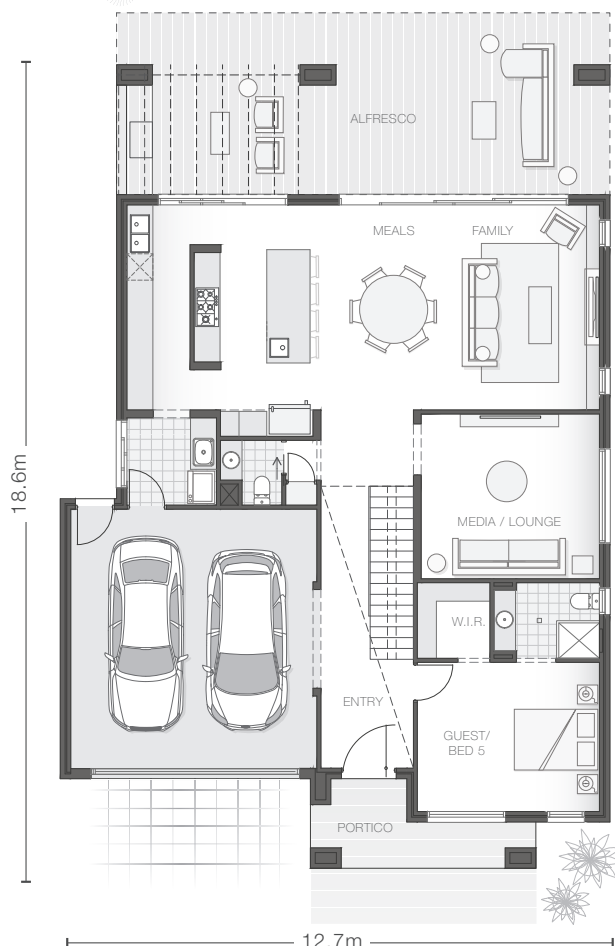 ALFRESCO
MEALS
FAMILY
18.6m
MEDIA / LOUNGE
W.I.R.
ENTRY
GUEST/
BED 5
PORTICO
12.7m